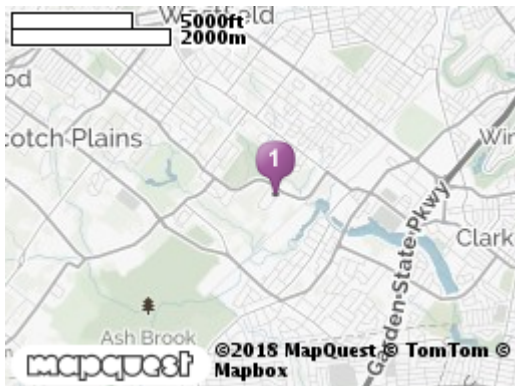 Westfield
5000ft
2000m
od
cotch Plains
1
Win
Garden State Pkwy
Clark
Ash Brook
mapquest
©2018 MapQuest © TomTom ©
Mapbox